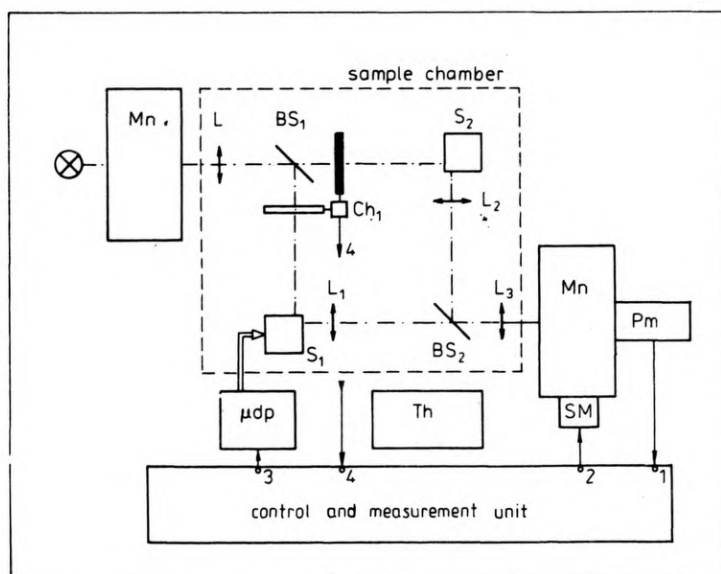 sample chamber
Mn.
L
BS₁
S₂
Ch₁
L₂
4
L₁
L₃
Mn
Pm
S₁
BS₂
µdp
Th
SM
3
4
2
1
control and measurement unit